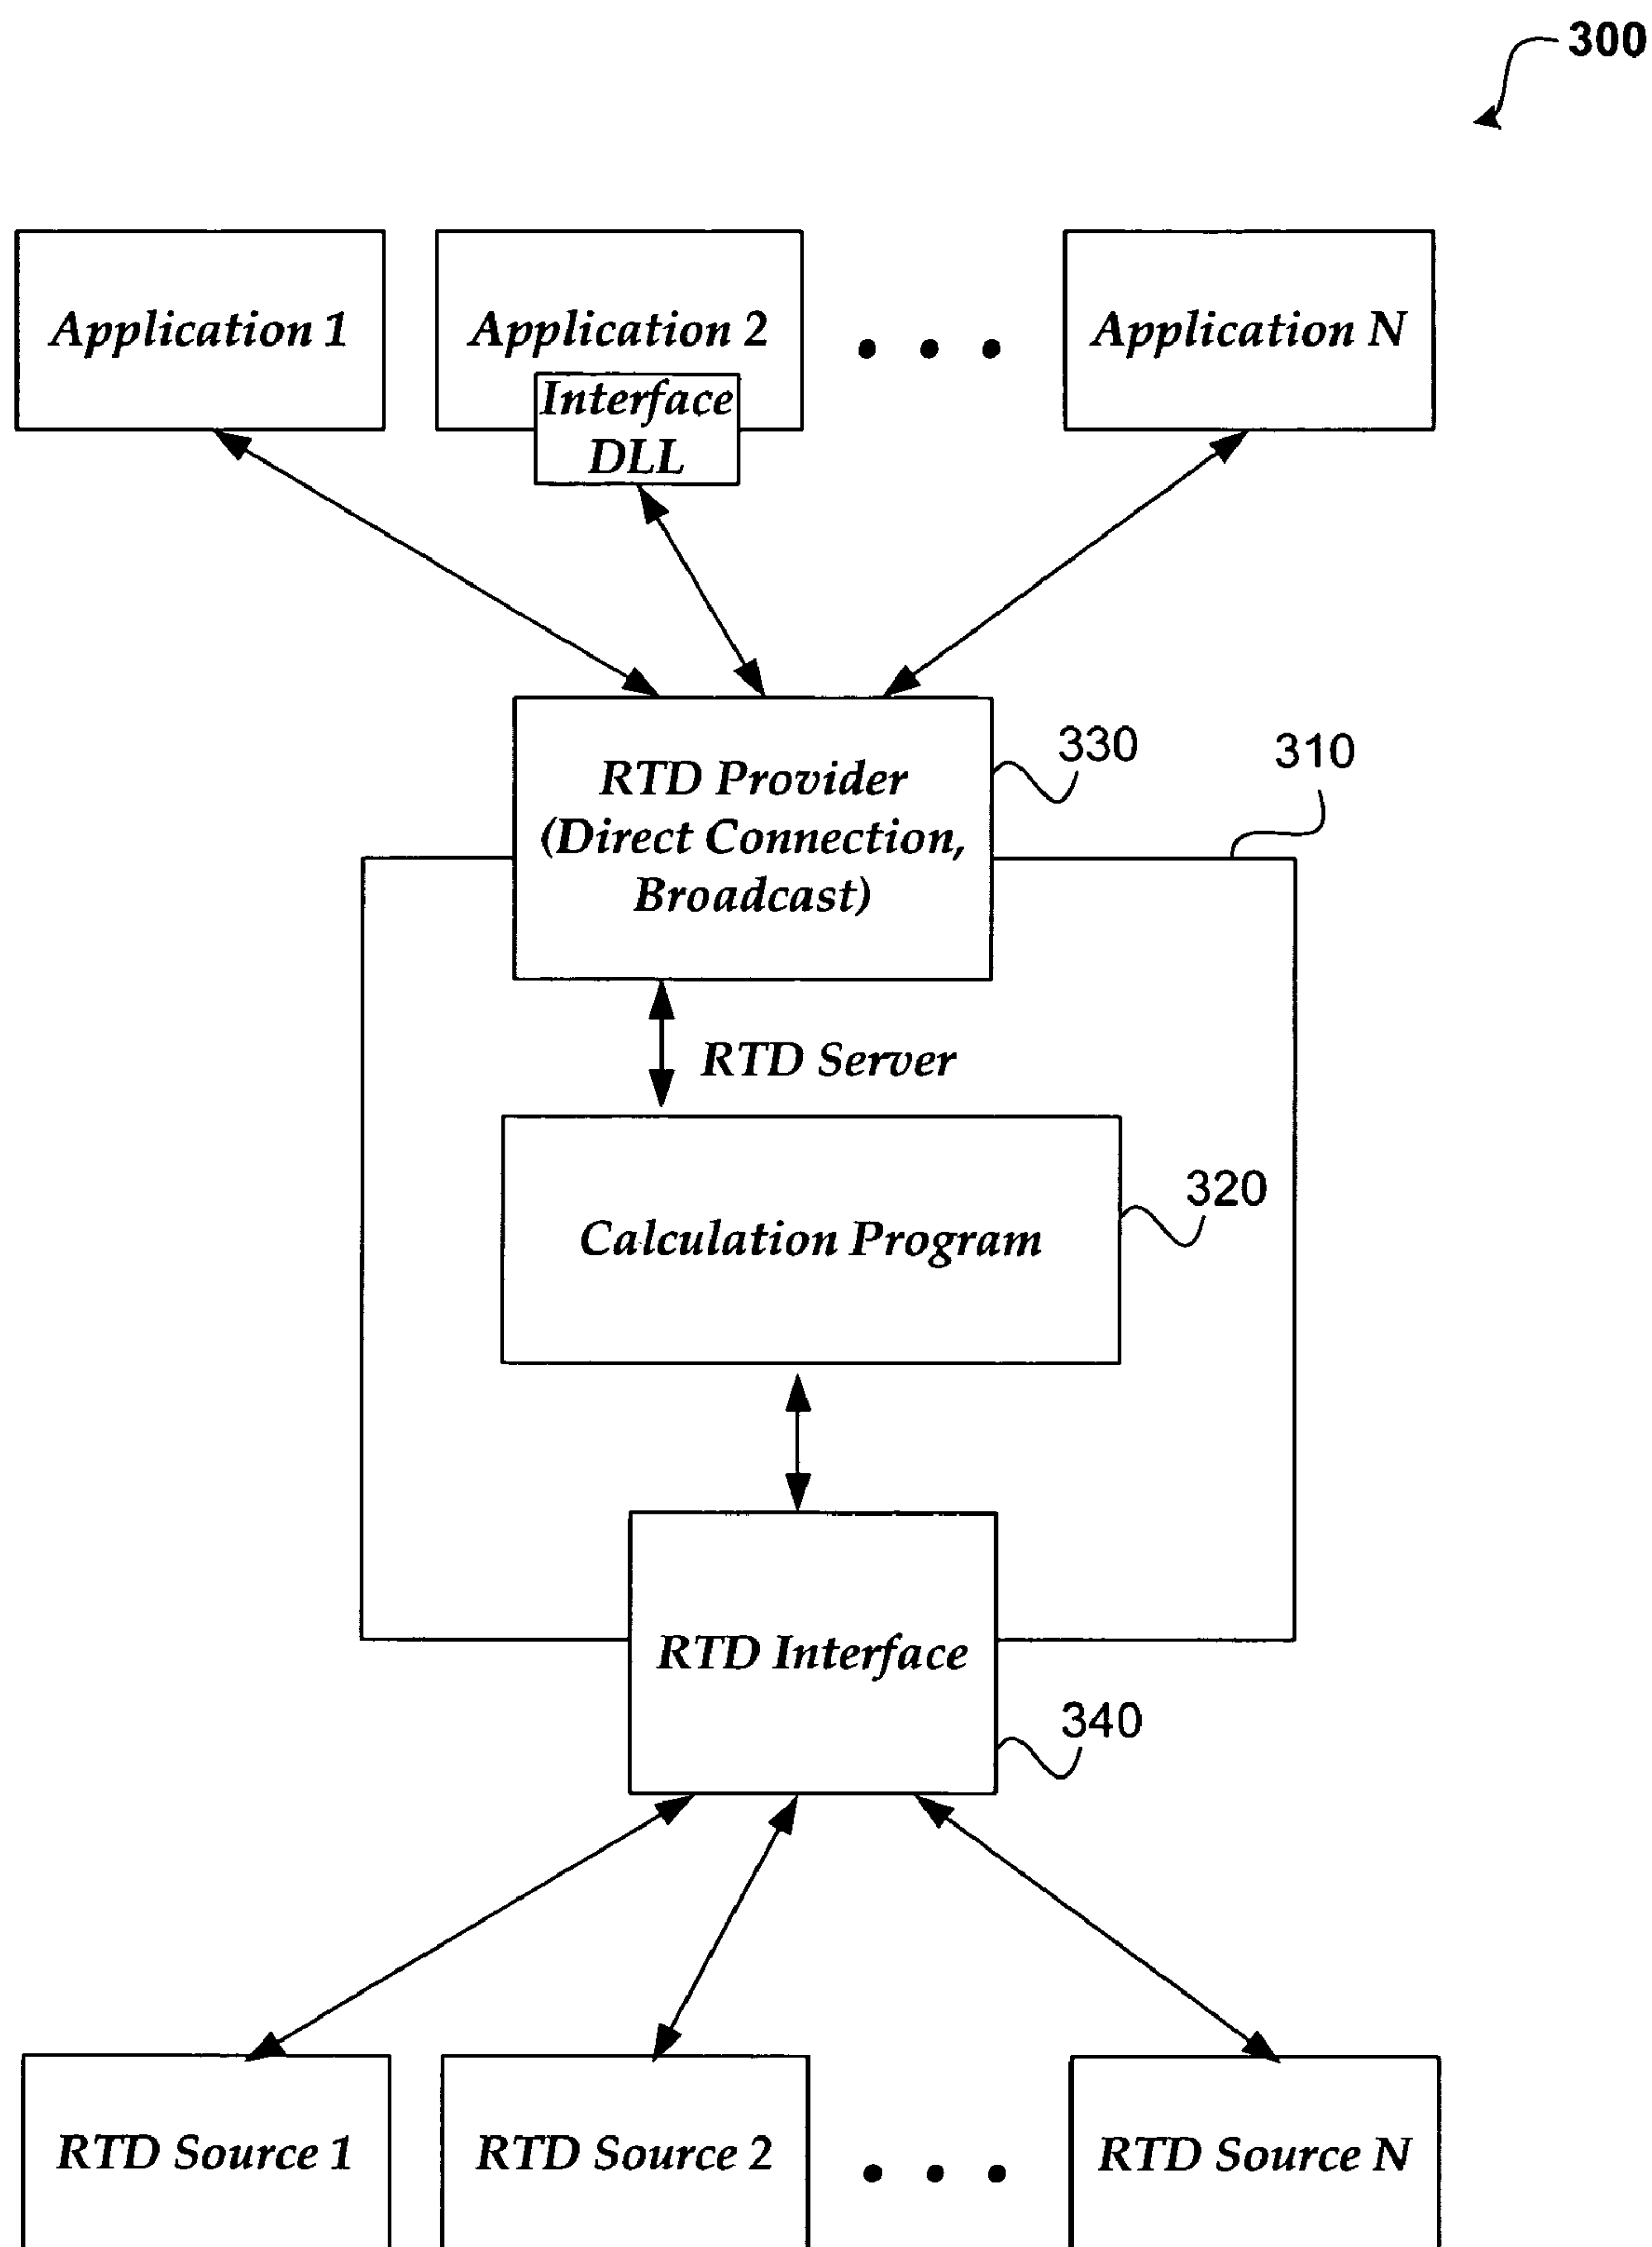 300
Application 1
Application 2
Application N
Interface
DLL
330
310
RTD Provider
(Direct Connection,
Broadcast)
RTD Server
320
Calculation Program
RTD Interface
340
RTD Source 1
RTD Source 2
RTD Source N